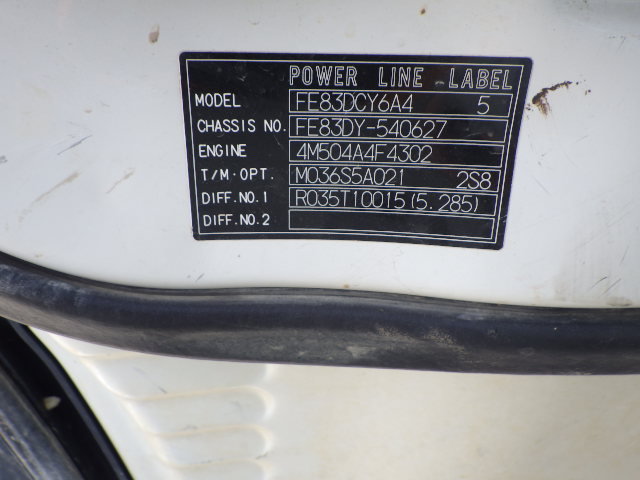 POWER LINE LABEL
MODEL FE83DCY6A4 5
CHASSIS NO. FE83DY-540627
ENGINE 4M504A4F4302
T/M·OPT. M036S5A021 2S8
DIFF.NO.1 R035T10015(5.285)
DIFF.NO.2